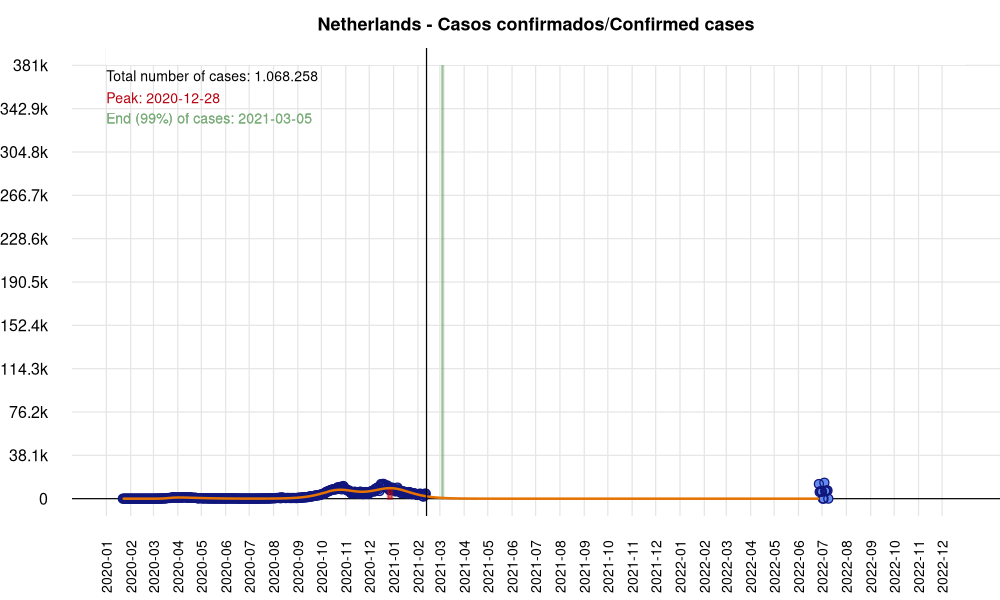 Netherlands - Casos confirmados/Confirmed cases
381k
342.9k
304.8k
266.7k
228.6k
190.5k
152.4k
114.3k
76.2k
38.1k
0
Total number of cases: 1.068.258
Peak: 2020-12-28
End (99%) of cases: 2021-03-05
2020-01
2020-02
2020-03
2020-04
2020-05
2020-06
2020-07
2020-08
2020-09
2020-10
2020-11
2020-12
2021-01
2021-02
2021-03
2021-04
2021-05
2021-06
2021-07
2021-08
2021-09
2021-10
2021-11
2021-12
2022-01
2022-02
2022-03
2022-04
2022-05
2022-06
2022-07
2022-08
2022-09
2022-10
2022-11
2022-12